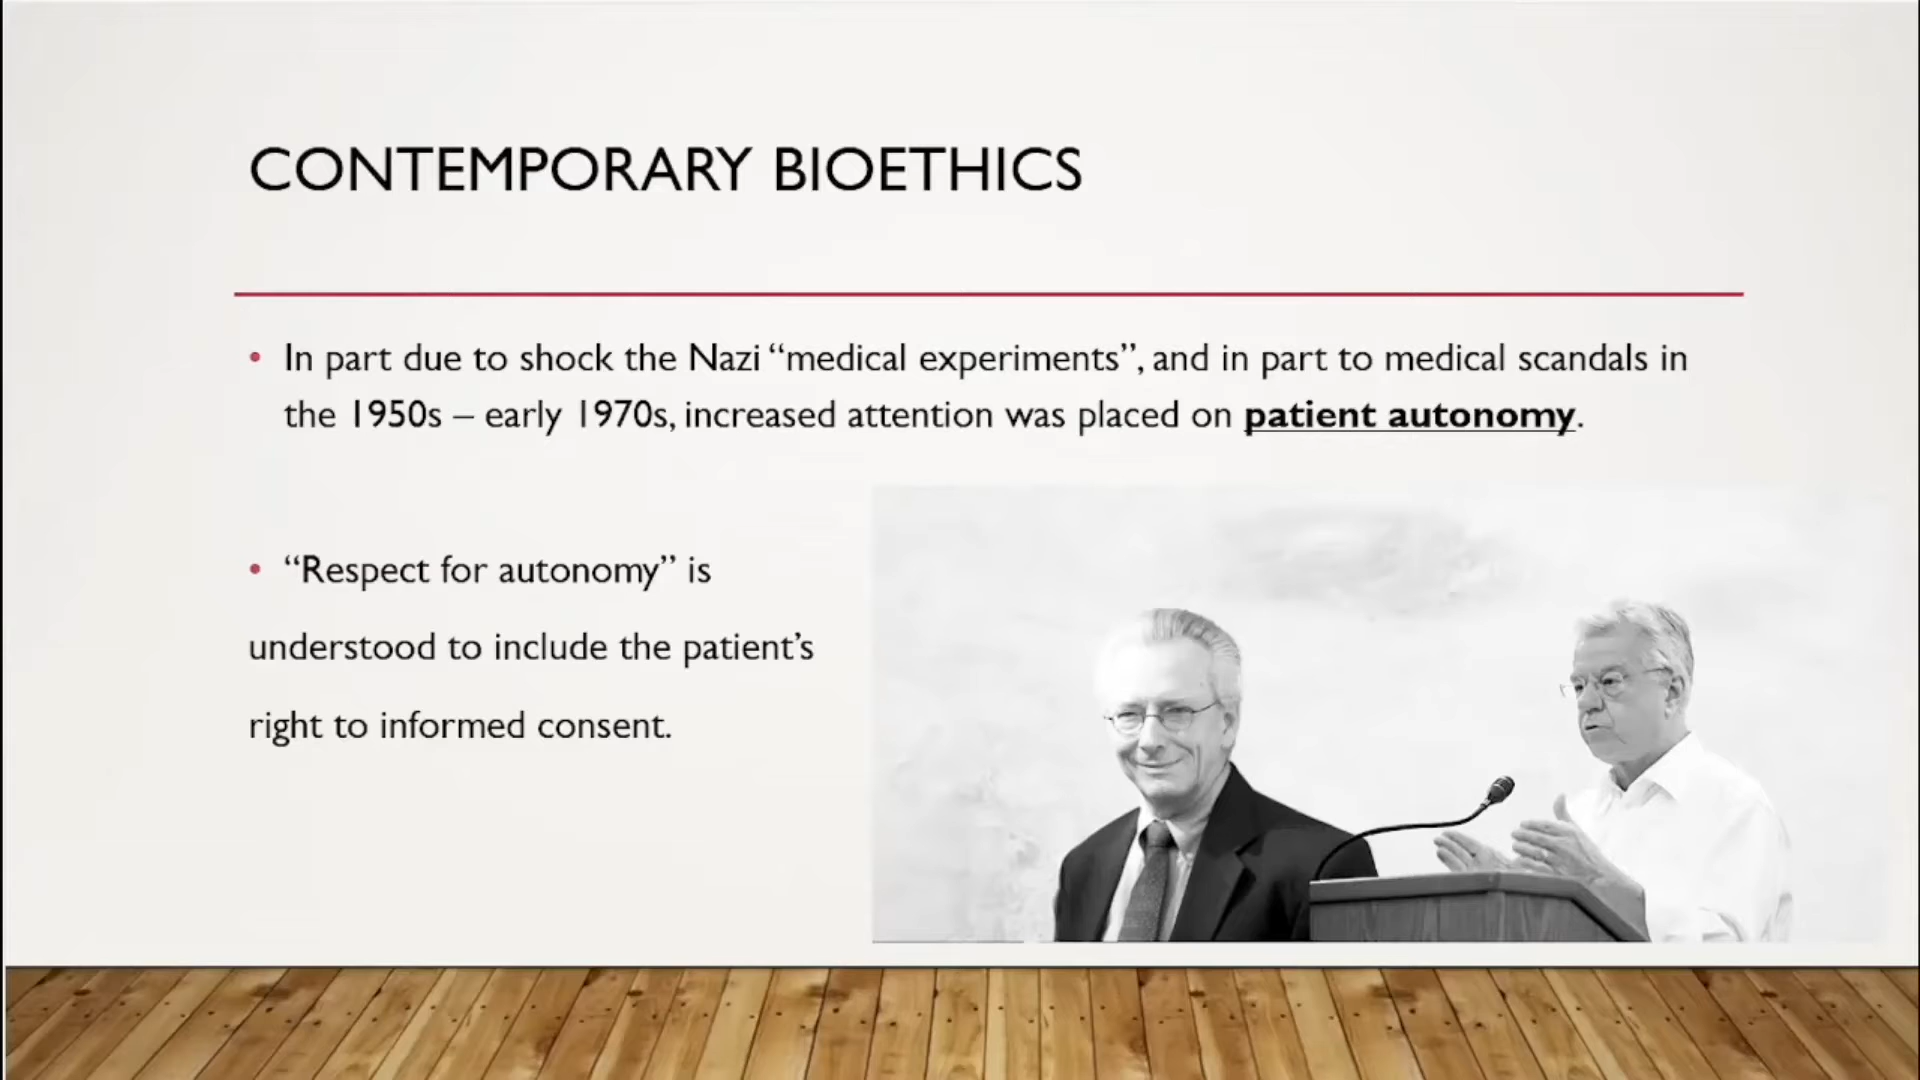 CONTEMPORARY BIOETHICS
• In part due to shock the Nazi “medical experiments”, and in part to medical scandals in
the 1950s – early 1970s, increased attention was placed on patient autonomy.
• “Respect for autonomy” is
understood to include the patient’s
right to informed consent.